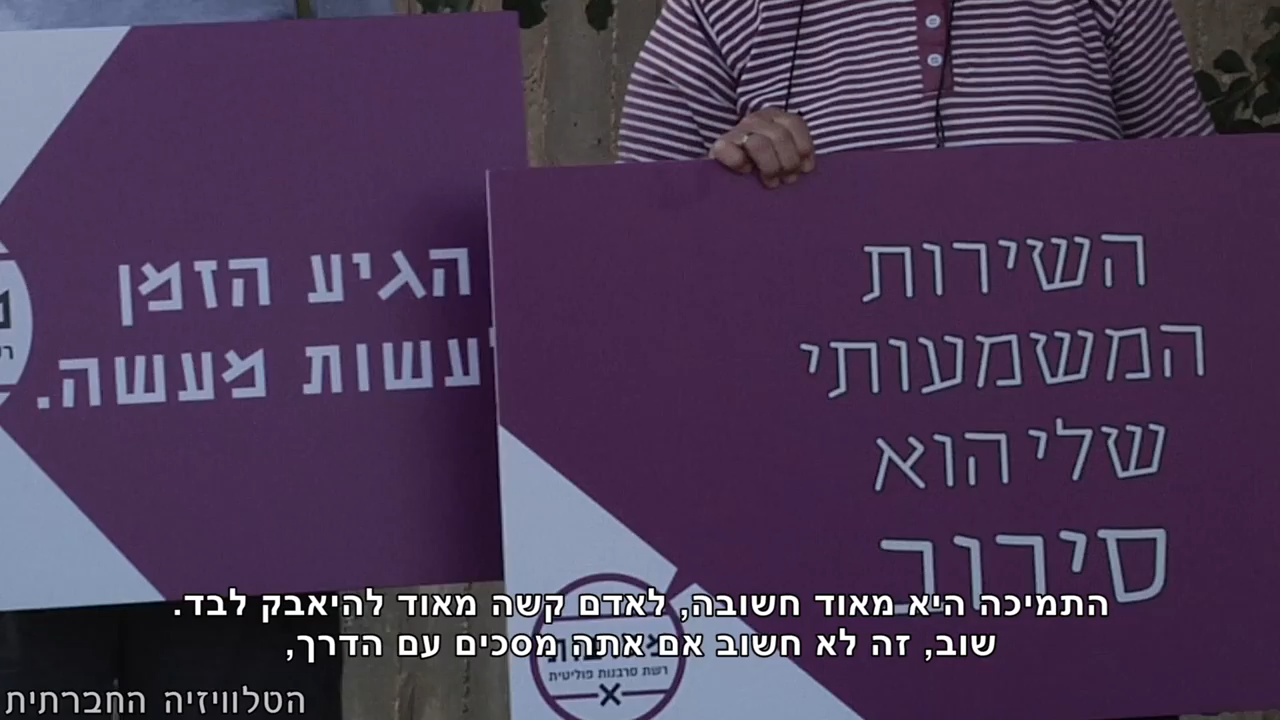 הגיע הזמן
לעשות מעשה.
השירות
המשמעותי
שלי הוא
סירוב
רשת סרבנות פוליטית
התמיכה היא מאוד חשובה, לאדם קשה מאוד להיאבק לבד.
שוב, זה לא חשוב אם אתה מסכים עם הדרך,
הטלוויזיה החברתית